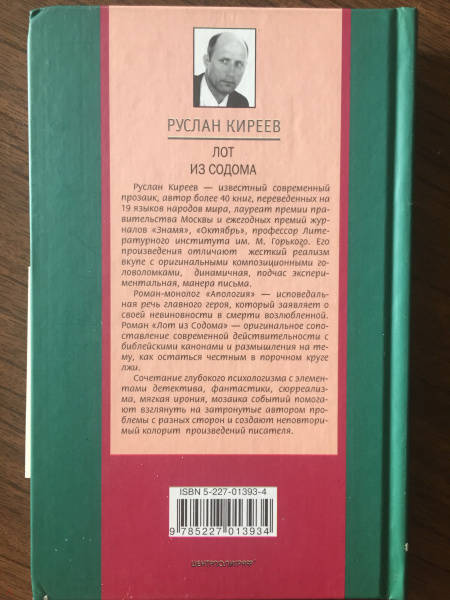 РУСЛАН КИРЕЕВ
ЛОТ
ИЗ СОДОМА
Руслан Киреев — известный современный
прозаик, автор более 40 книг, переведенных на
19 языков народов мира, лауреат премии пра-
вительства Москвы и ежегодных премий жур-
налов «Знамя», «Октябрь», профессор Лите-
ратурного института им. М. Горького. Его
произведения отличают жесткий реализм
вкупе с оригинальными композиционными го-
ловоломками, динамичная, подчас экспери-
ментальная, манера письма.
Роман-монолог «Апология» — исповедаль-
ная речь главного героя, который заявляет о
своей невиновности в смерти возлюбленной.
Роман «Лот из Содома» — оригинальное сопо-
ставление современной действительности с
библейскими канонами и размышления на те-
му, как остаться честным в порочном круге
лжи.
Сочетание глубокого психологизма с элемен-
тами детектива, фантастики, сюрреализ-
ма, мягкая ирония, мозаика событий помога-
ют взглянуть на затронутые автором про-
блемы с разных сторон и создают неповтори-
мый колорит произведений писателя.
ISBN 5-227-01393-4
9 785227 013934
ЦЕНТРПОЛИГРАФ